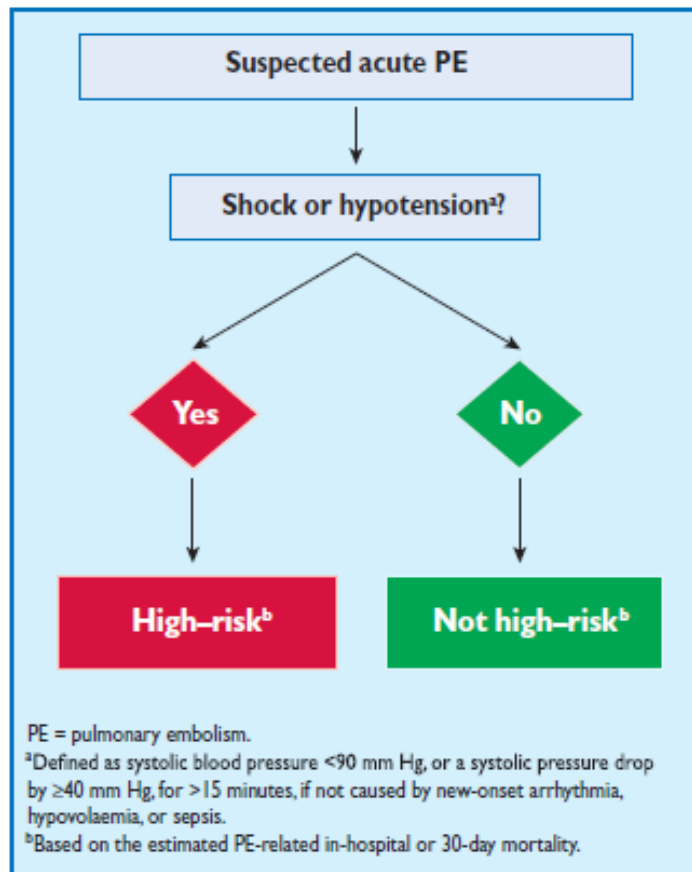 Suspected acute PE
Shock or hypotensionᵃ?
Yes
No
High–riskᵇ
Not high–riskᵇ
PE = pulmonary embolism.
ᵃDefined as systolic blood pressure <90 mm Hg, or a systolic pressure drop
by ≥40 mm Hg, for >15 minutes, if not caused by new-onset arrhythmia,
hypovolaemia, or sepsis.
ᵇBased on the estimated PE-related in-hospital or 30-day mortality.